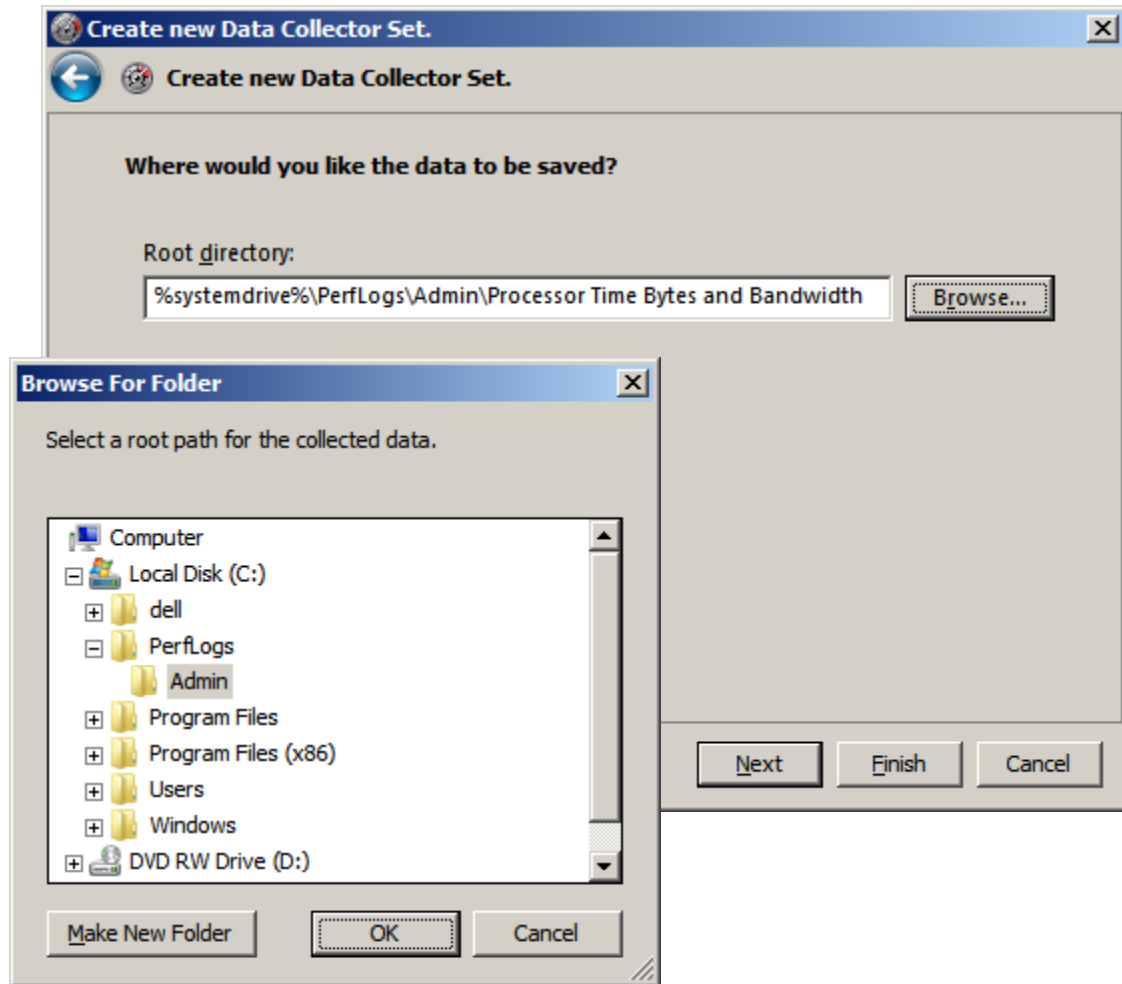 Create new Data Collector Set.
Create new Data Collector Set.
Where would you like the data to be saved?
Root directory:
%systemdrive%\PerfLogs\Admin\Processor Time Bytes and Bandwidth
Browse...
Browse For Folder
Select a root path for the collected data.
Computer
Local Disk (C:)
dell
PerfLogs
Admin
Program Files
Program Files (x86)
Users
Windows
DVD RW Drive (D:)
Make New Folder
OK
Cancel
Next
Finish
Cancel